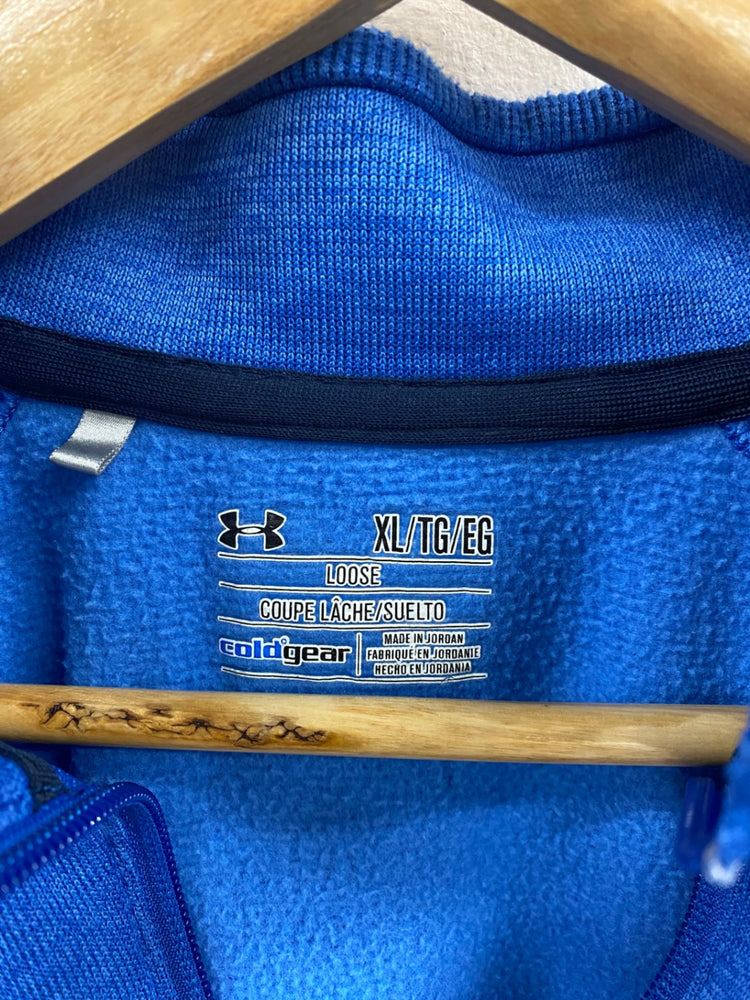 XL/TG/EG
LOOSE
COUPE LÂCHE/SUELTO
coldgear
MADE IN JORDAN
FABRIQUÉ EN JORDANIE
HECHO EN JORDANIA